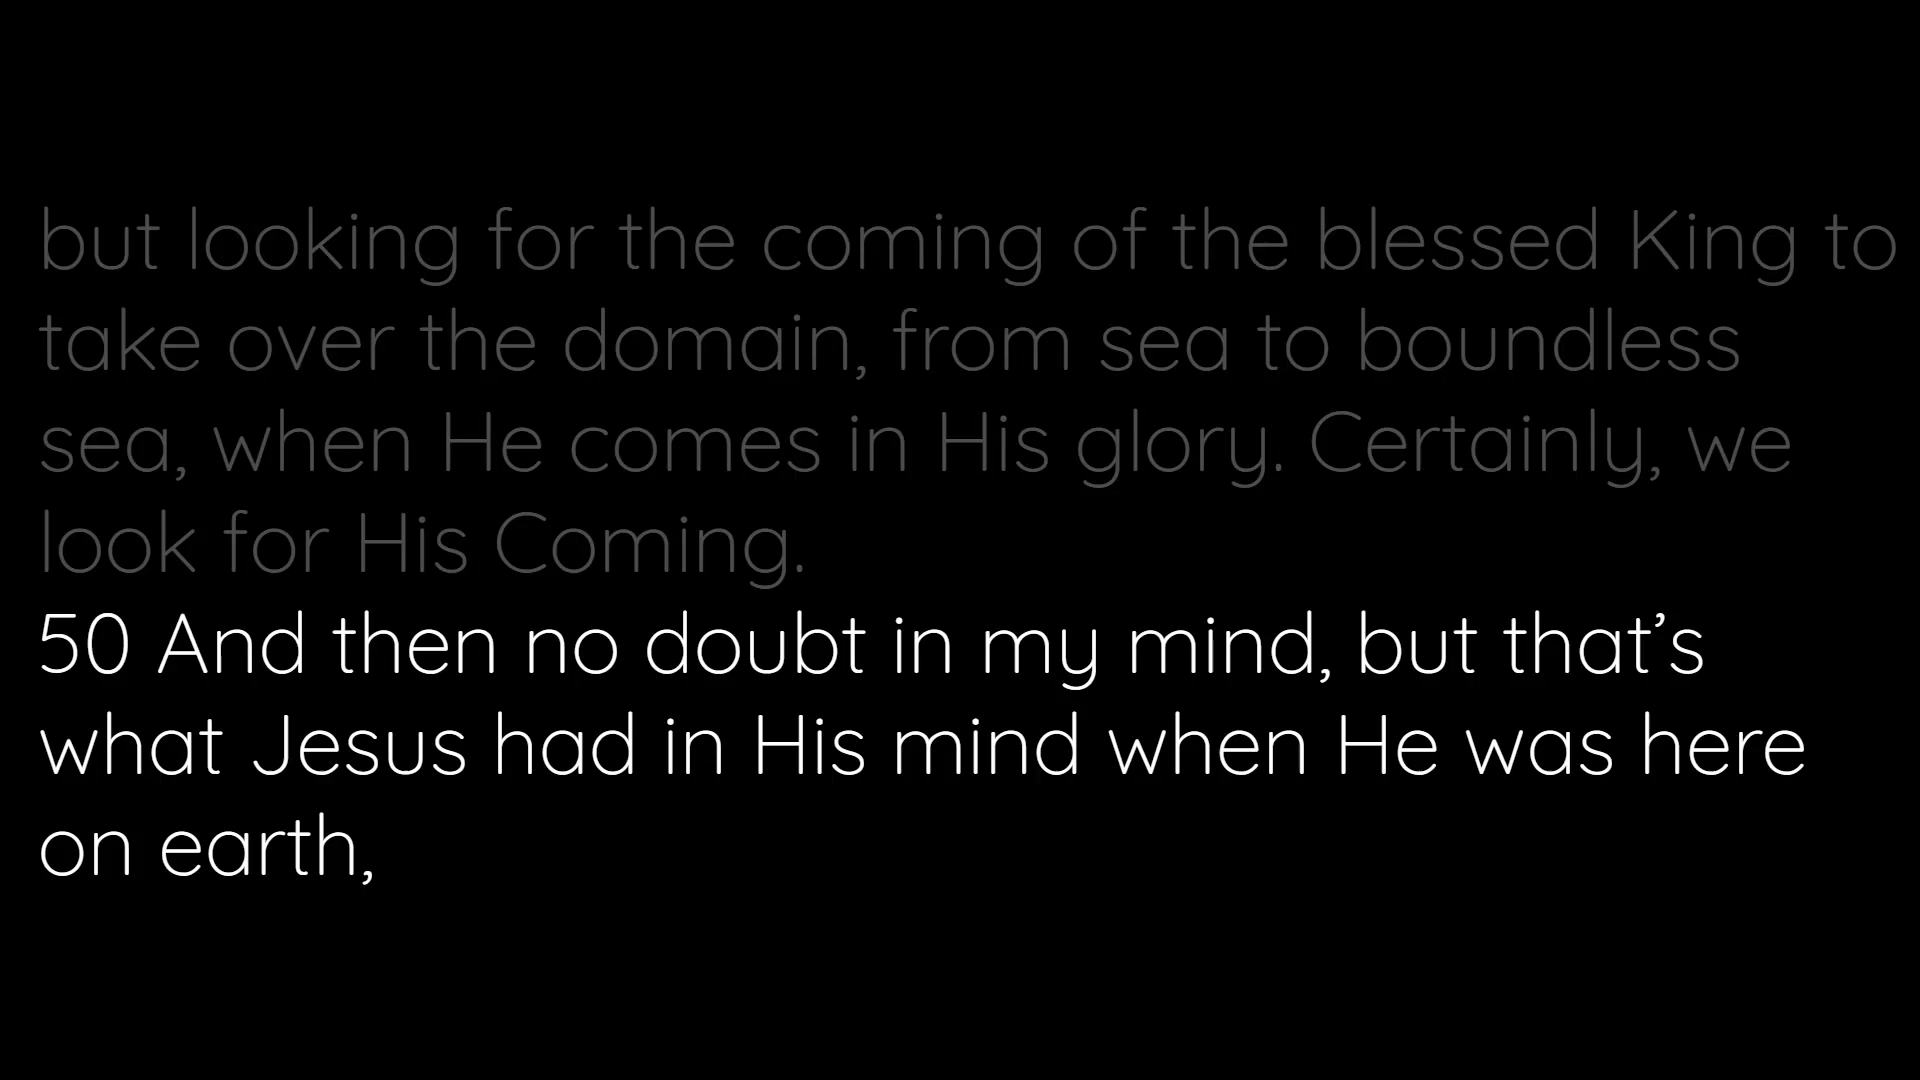 but looking for the coming of the blessed King to
take over the domain, from sea to boundless
sea, when He comes in His glory. Certainly, we
look for His Coming.
50 And then no doubt in my mind, but that’s
what Jesus had in His mind when He was here
on earth,